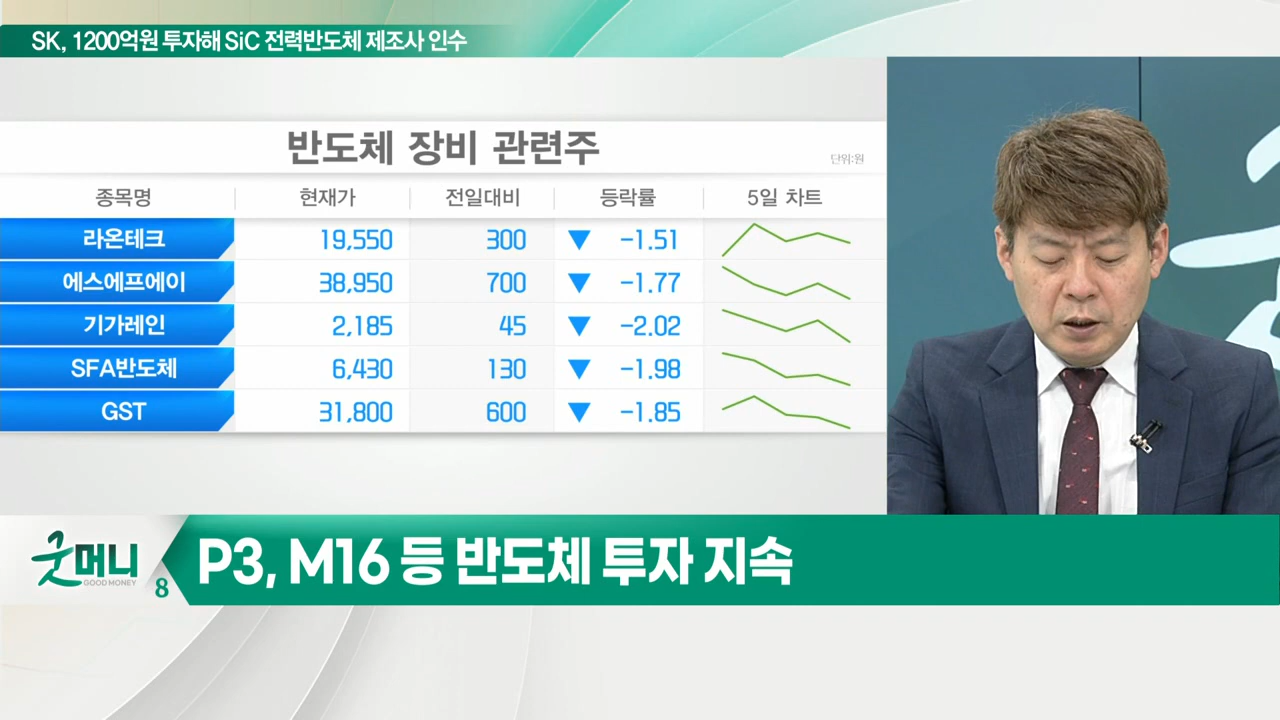 SK, 1200억원 투자해 SiC 전력반도체 제조사 인수
반도체 장비 관련주
단위:원
종목명 현재가 전일대비 등락률 5일 차트
라온테크 19,550 300 ▼ -1.51
에스에프에이 38,950 700 ▼ -1.77
기가레인 2,185 45 ▼ -2.02
SFA반도체 6,430 130 ▼ -1.98
GST 31,800 600 ▼ -1.85
굿머니
GOOD MONEY
8
P3, M16 등 반도체 투자 지속